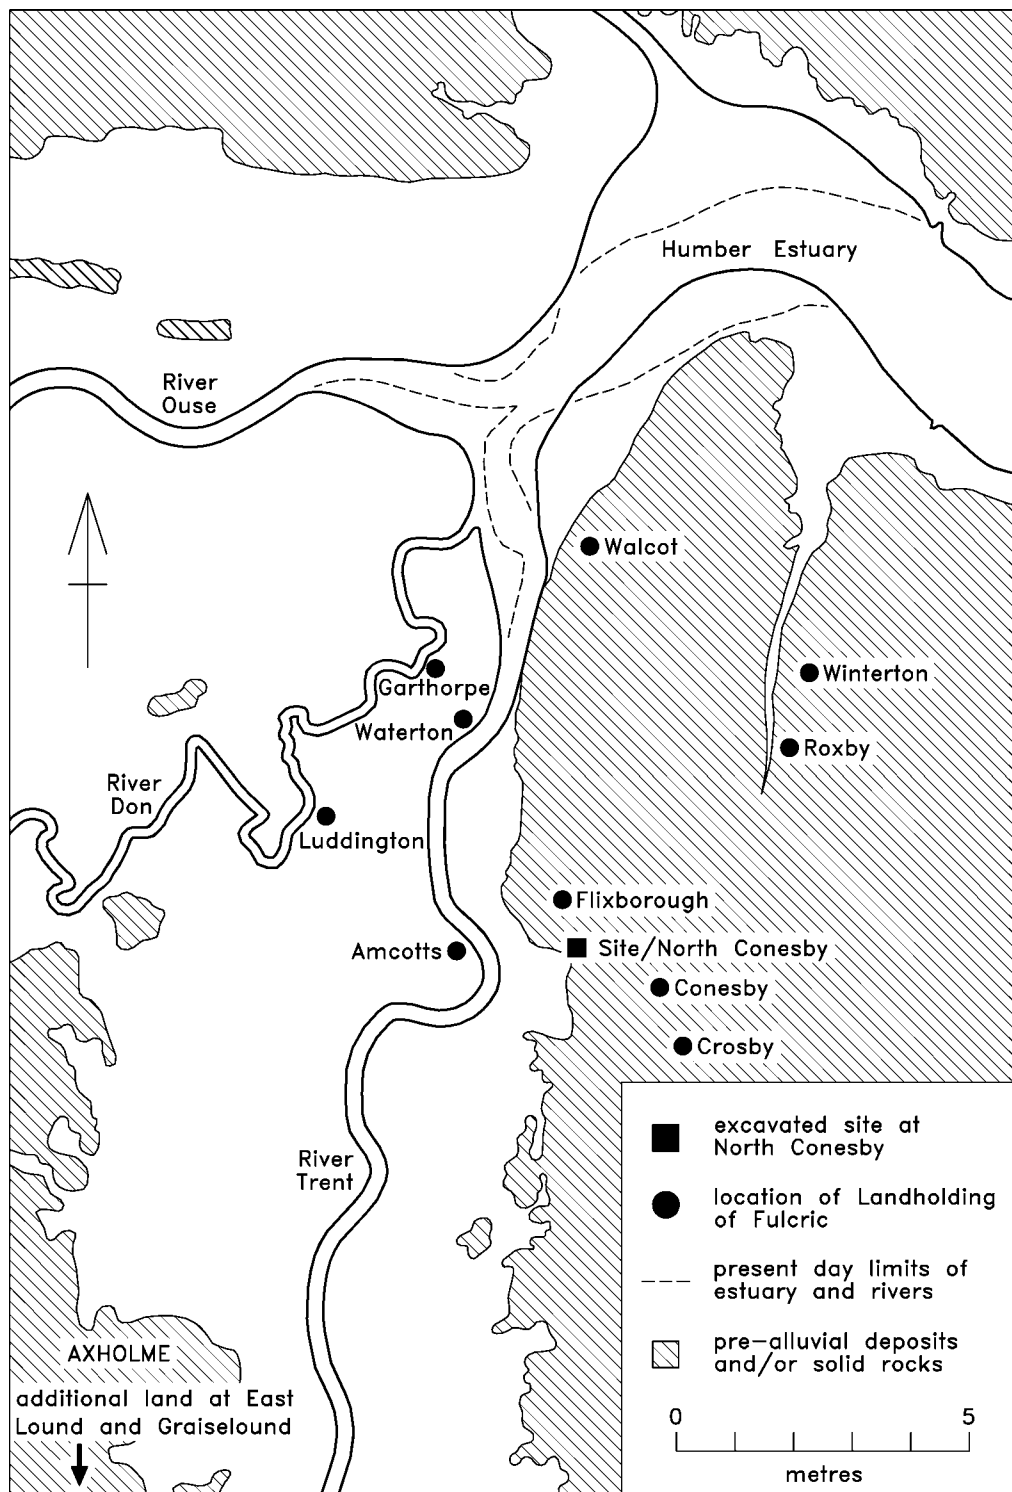 Humber Estuary
River
Ouse
Walcot
Garthorpe
Winterton
Waterton
Roxby
River
Don
Luddington
Flixborough
Amcotts
Site/North Conesby
Conesby
Crosby
River
Trent
AXHOLME
additional land at East
Lound and Graiselound
excavated site at
North Conesby
location of Landholding
of Fulcric
present day limits of
estuary and rivers
pre-alluvial deposits
and/or solid rocks
0 5
metres